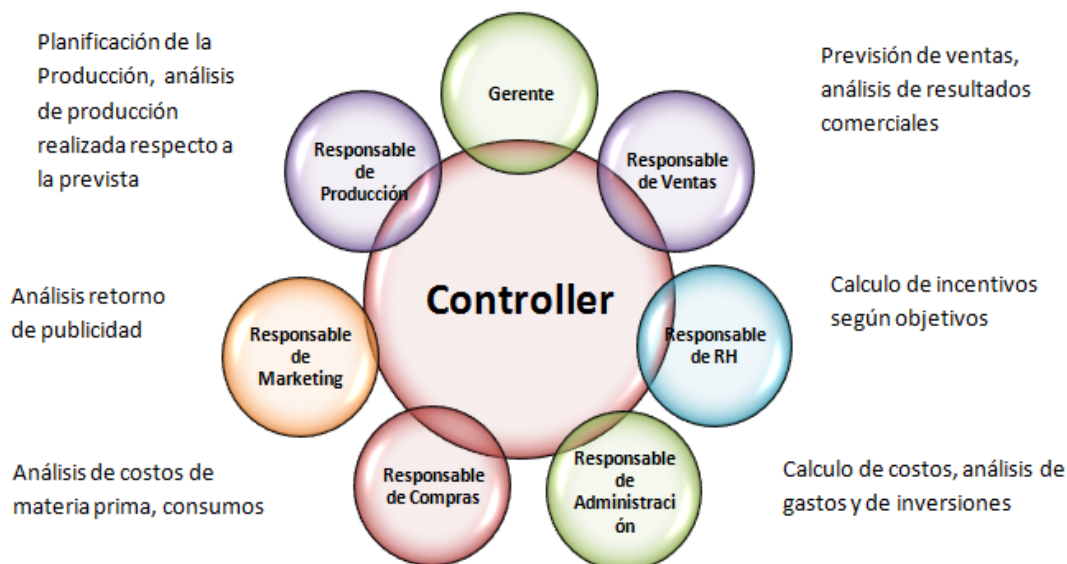 Planificación de la
Producción, análisis
de producción
realizada respecto a
la prevista
Gerente
Previsión de ventas,
análisis de resultados
comerciales
Responsable
de
Producción
Responsable
de Ventas
Controller
Análisis retorno
de publicidad
Responsable
de
Marketing
Responsable
de RH
Calculo de incentivos
según objetivos
Análisis de costos de
materia prima, consumos
Responsable
de Compras
Responsable
de
Administraci
ón
Calculo de costos, análisis de
gastos y de inversiones